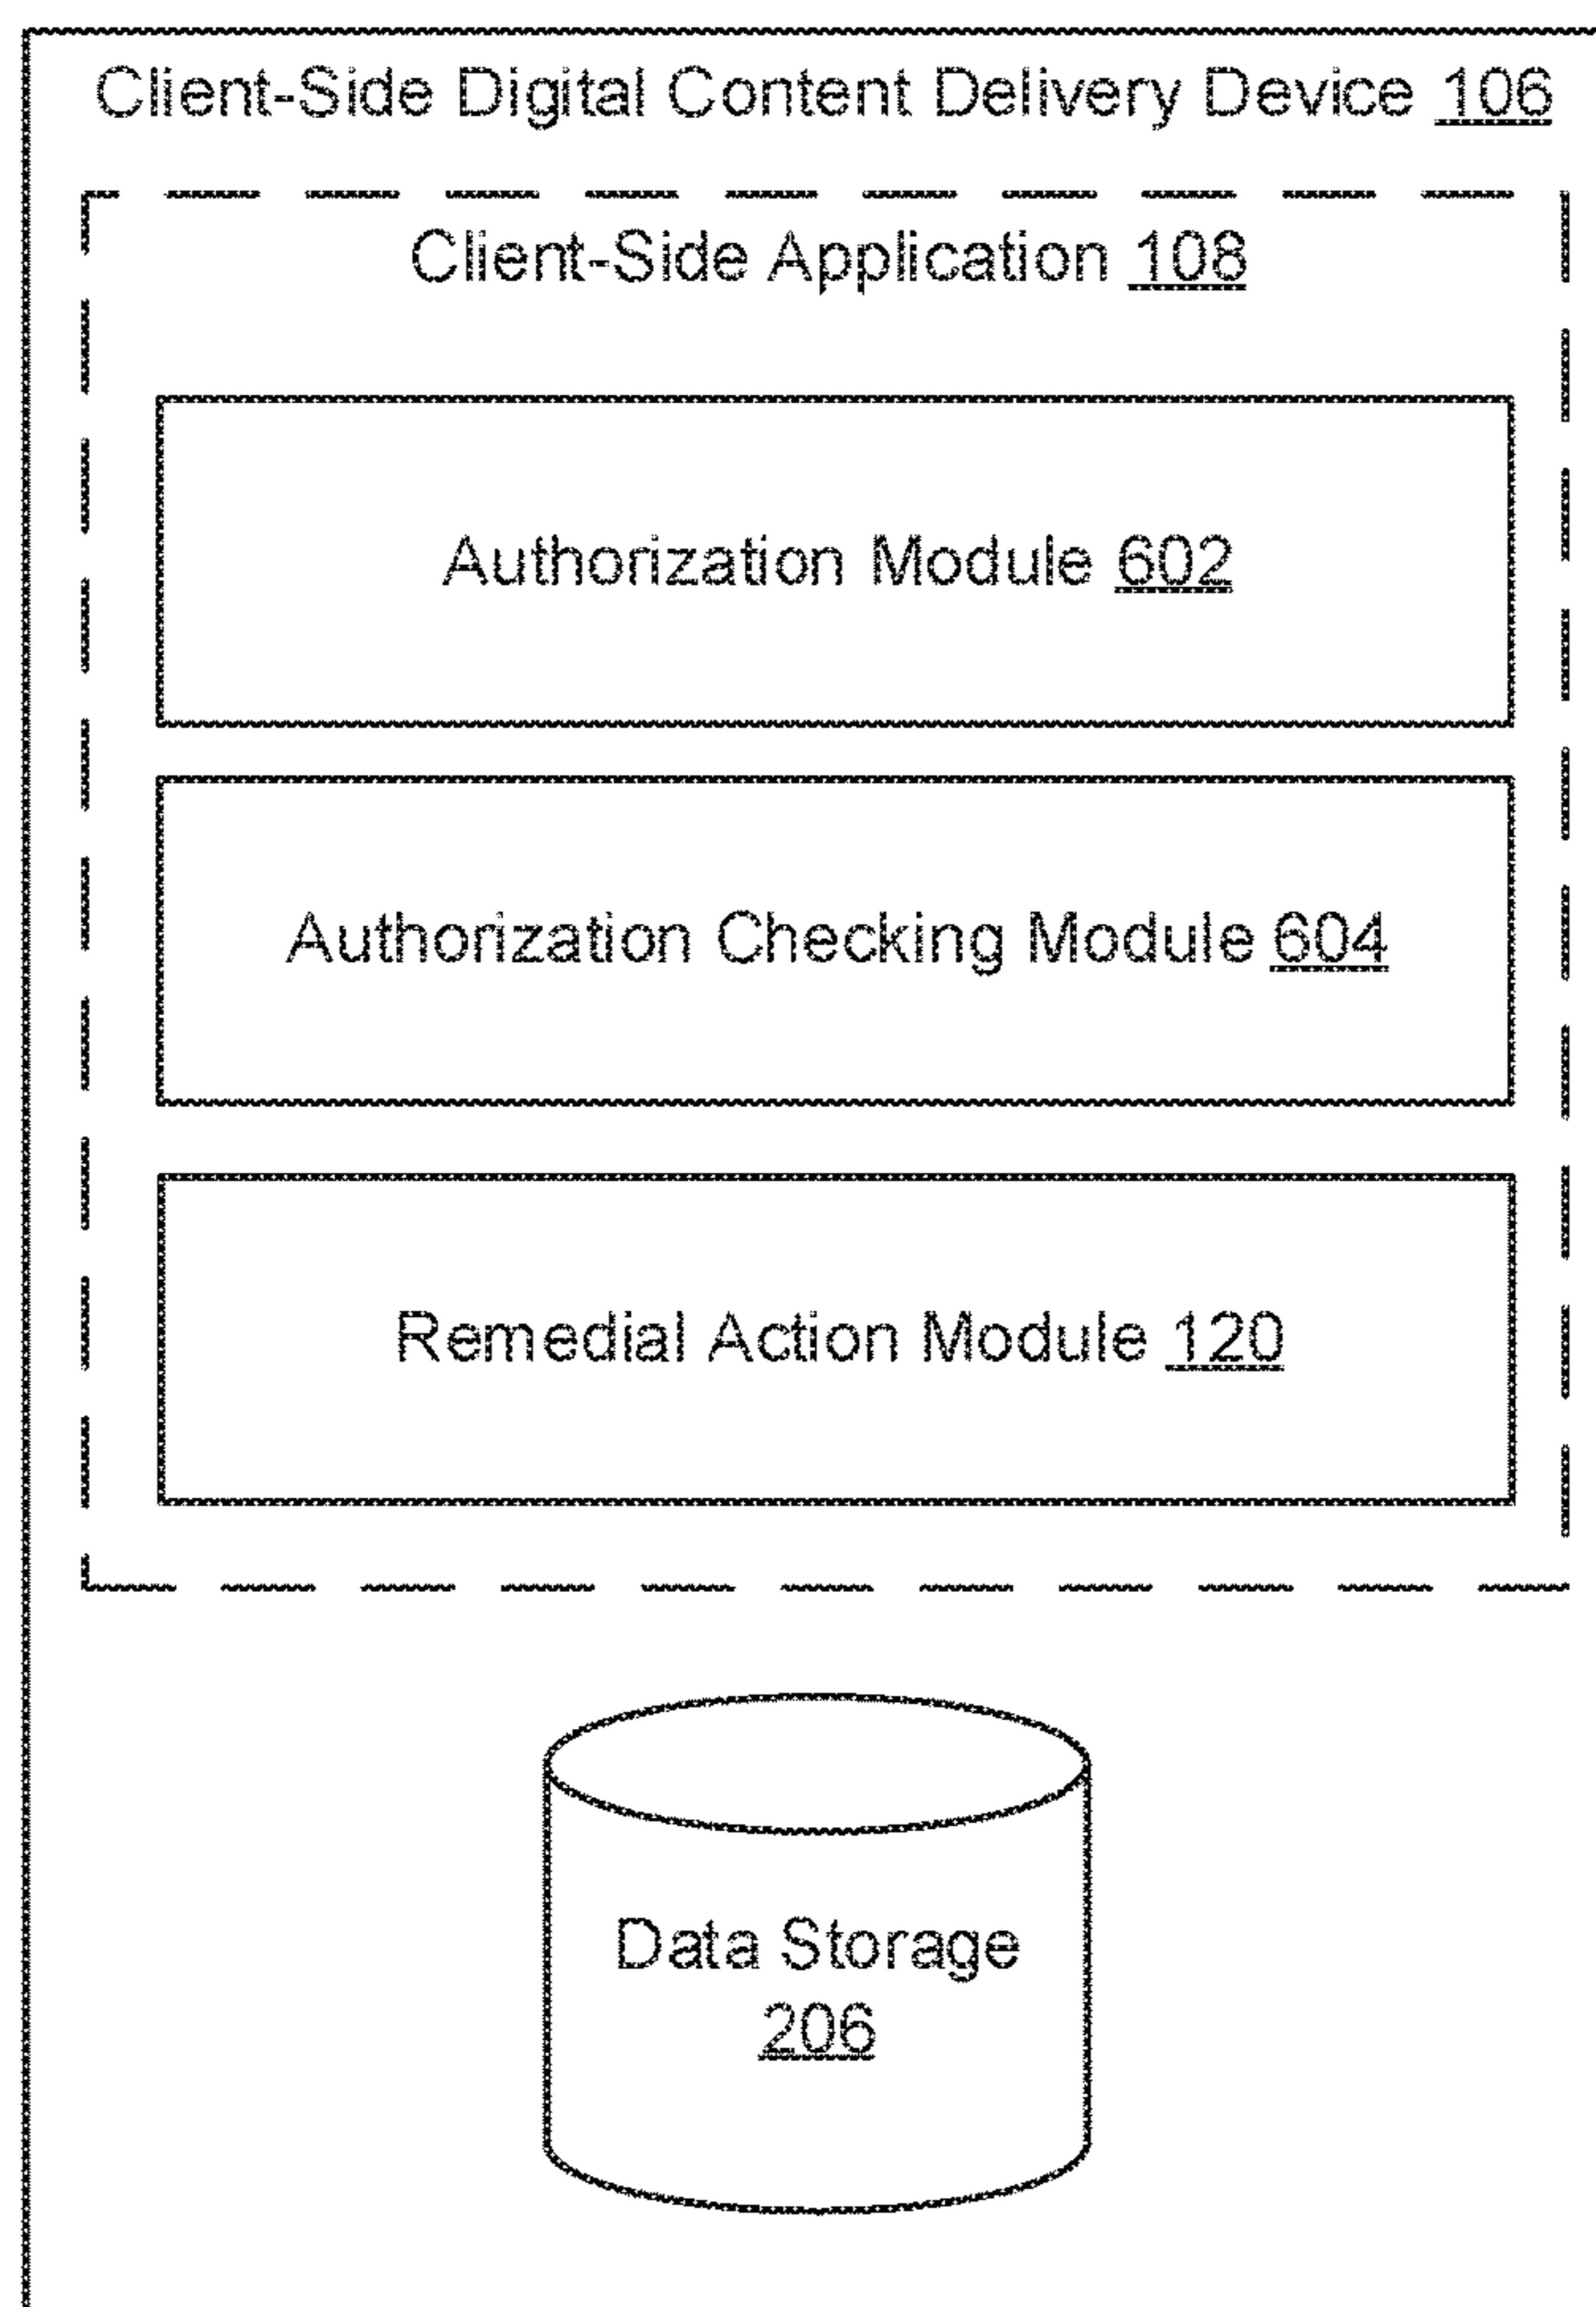 Client-Side Digital Content Delivery Device 106
Client-Side Application 108
Authorization Module 602
Authorization Checking Module 604
Remedial Action Module 120
Data Storage
206